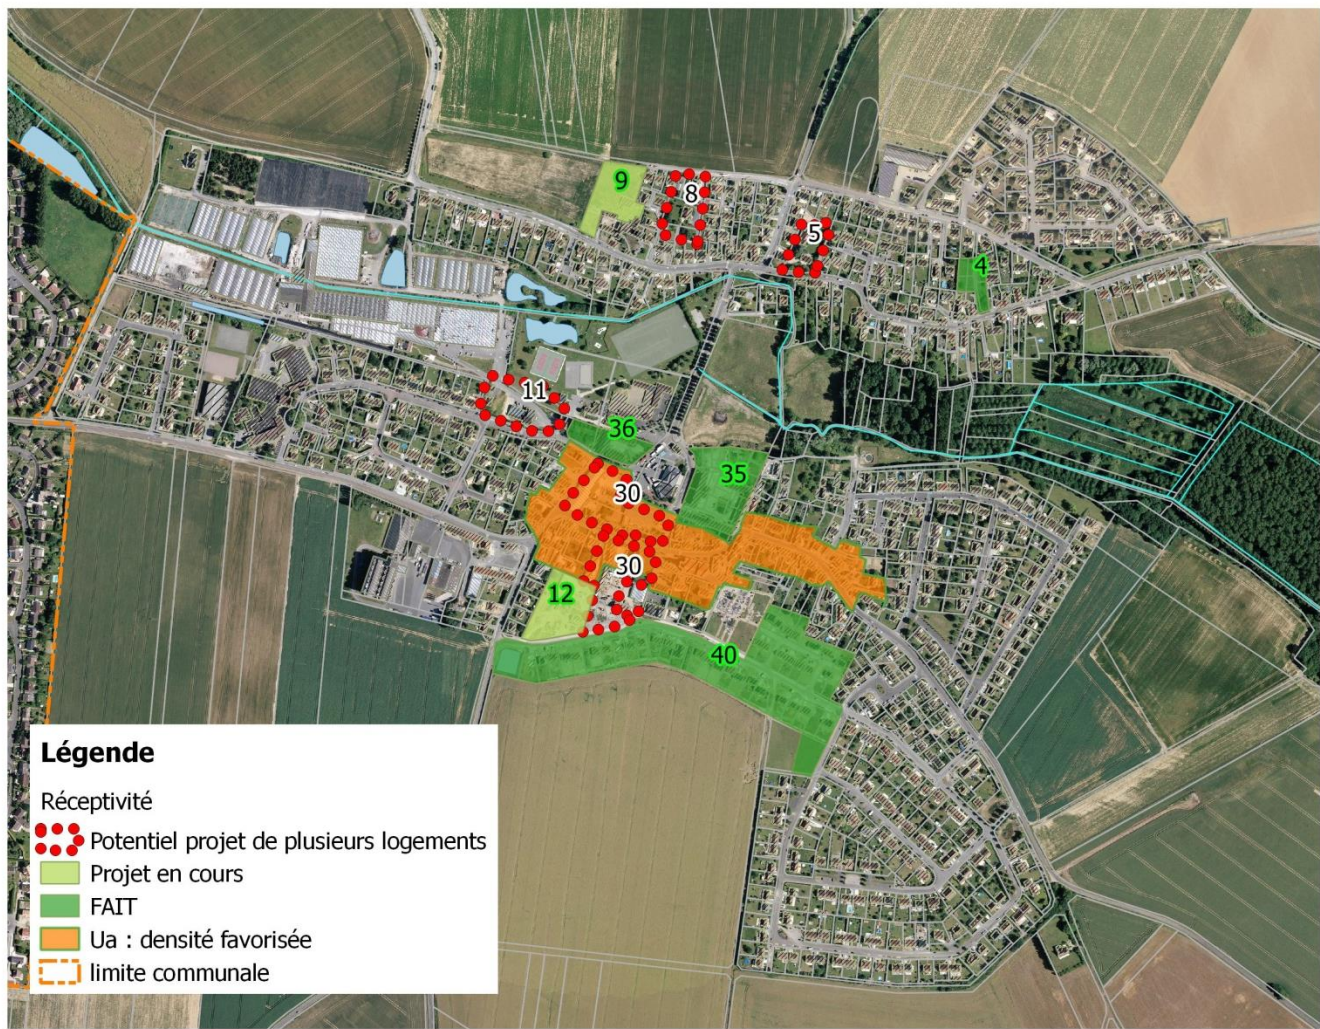 9
8
5
4
11
36
35
30
30
12
40
Légende
Réceptivité
Potentiel projet de plusieurs logements
Projet en cours
FAIT
Ua : densité favorisée
limite communale